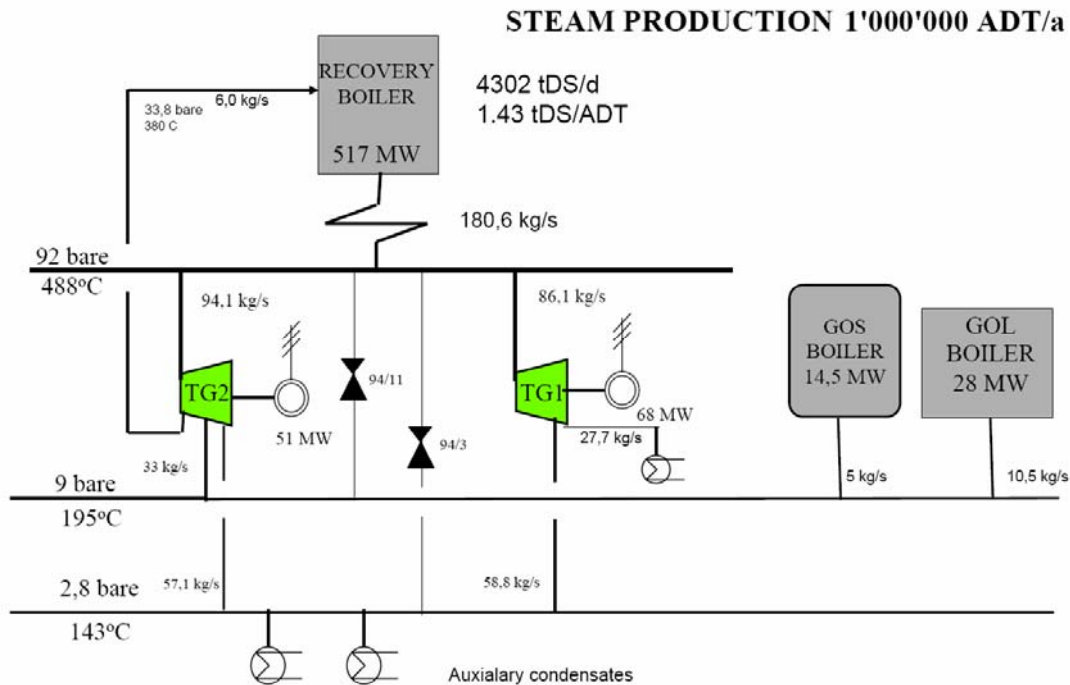 STEAM PRODUCTION 1'000'000 ADT/a
RECOVERY
BOILER
517 MW
4302 tDS/d
1.43 tDS/ADT
6,0 kg/s
33,8 bare
380 C
180,6 kg/s
92 bare
488ºC
94,1 kg/s
86,1 kg/s
GOS
BOILER
14,5 MW
GOL
BOILER
28 MW
TG2
94/11
TG1
51 MW
68 MW
94/3
27,7 kg/s
33 kg/s
5 kg/s
10,5 kg/s
9 bare
195ºC
57,1 kg/s
58,8 kg/s
2,8 bare
143ºC
Auxialary condensates